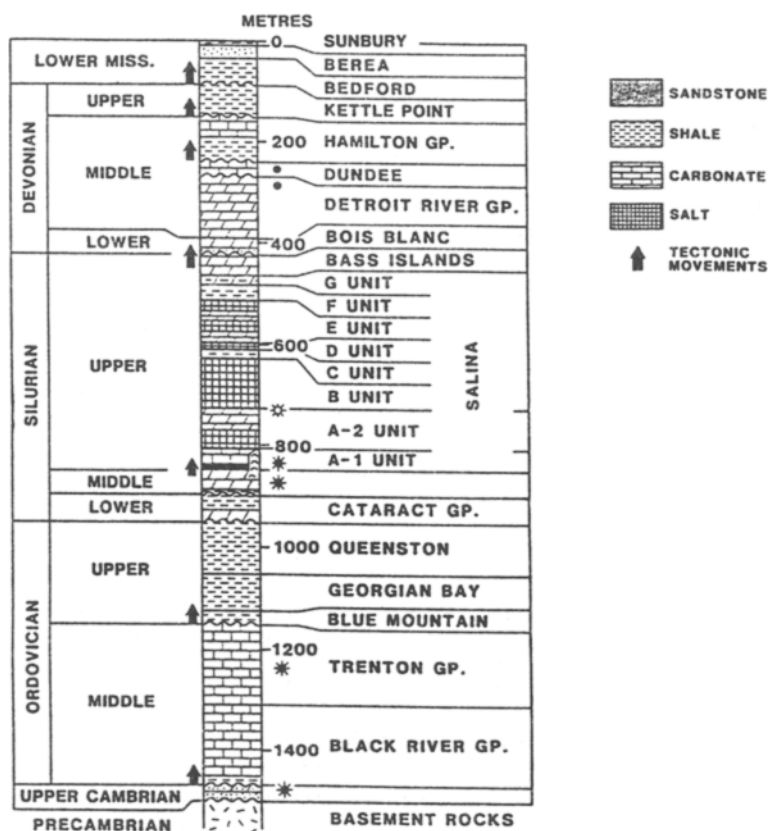 METRES
0 SUNBURY
LOWER MISS.
BEREA
BEDFORD
UPPER
KETTLE POINT
200 HAMILTON GP.
DEVONIAN
MIDDLE
DUNDEE
DETROIT RIVER GP.
LOWER
400 BOIS BLANC
BASS ISLANDS
G UNIT
F UNIT
E UNIT
600
D UNIT
SILURIAN
UPPER
C UNIT
SALINA
B UNIT
A-2 UNIT
800
A-1 UNIT
MIDDLE
LOWER
CATARACT GP.
1000 QUEENSTON
UPPER
GEORGIAN BAY
BLUE MOUNTAIN
ORDOVICIAN
1200
TRENTON GP.
MIDDLE
1400 BLACK RIVER GP.
UPPER CAMBRIAN
PRECAMBRIAN
BASEMENT ROCKS
SANDSTONE
SHALE
CARBONATE
SALT
TECTONIC
MOVEMENTS